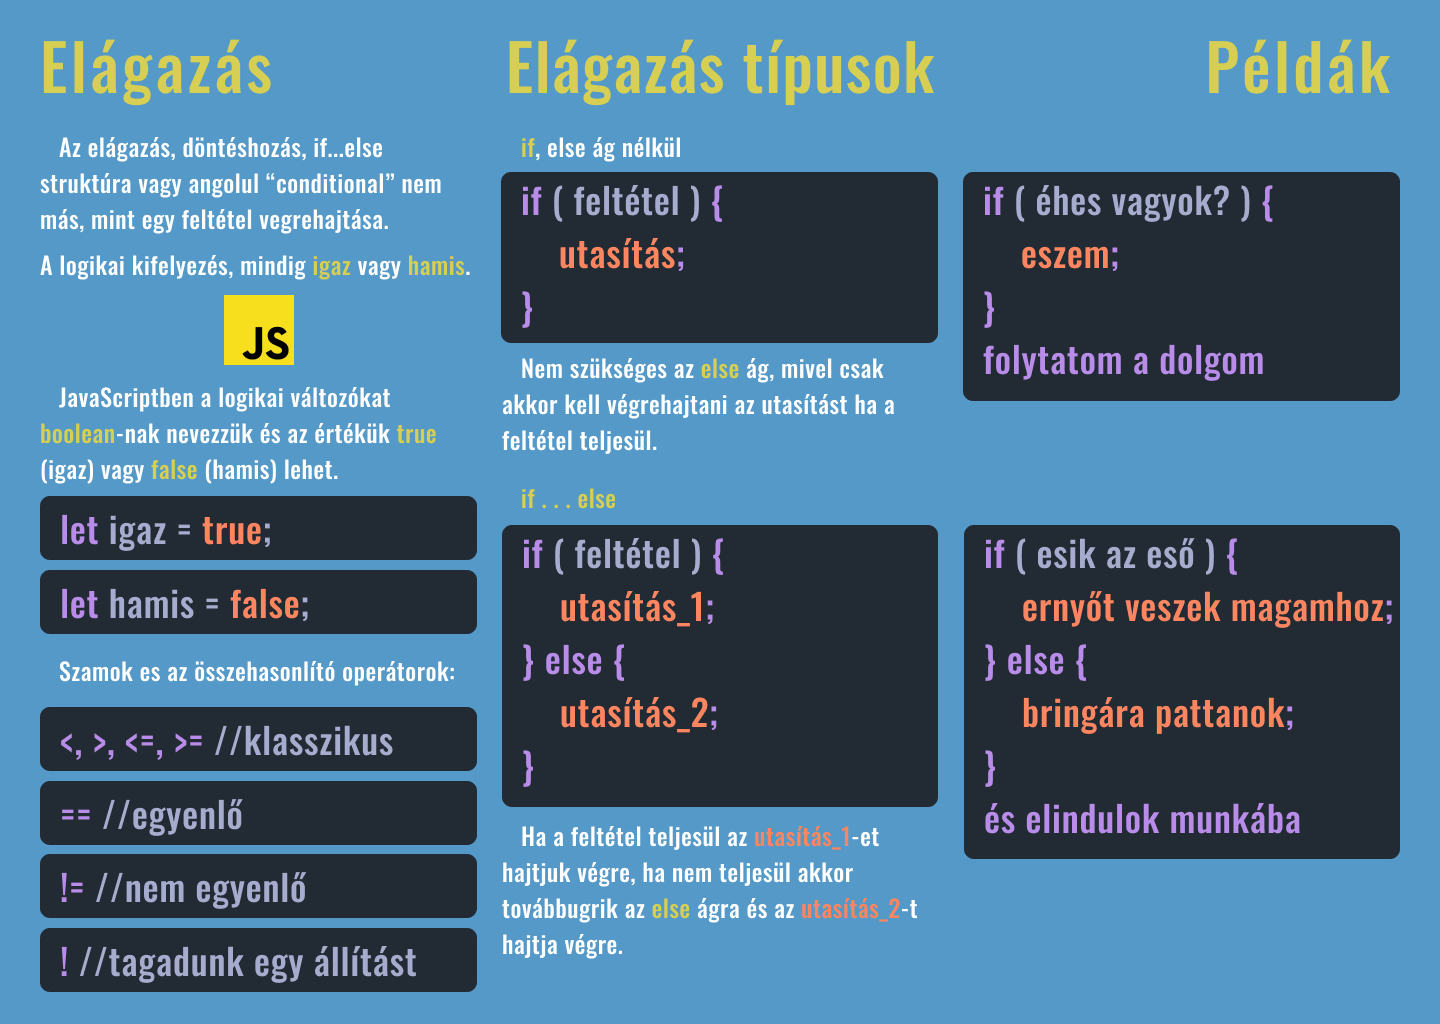 Elágazás
Az elágazás, döntéshozás, if...else
struktúra vagy angolul “conditional” nem
más, mint egy feltétel vegrehajtása.
A logikai kifelyezés, mindig igaz vagy hamis.
JS
JavaScriptben a logikai változókat
boolean-nak nevezzük és az értékük true
(igaz) vagy false (hamis) lehet.
let igaz = true;
let hamis = false;
Szamok es az összehasonlító operátorok:
<, >, <=, >= //klasszikus
== //egyenlő
!= //nem egyenlő
! //tagadunk egy állítást
Elágazás típusok
if, else ág nélkül
if ( feltétel ) {
utasítás;
}
Nem szükséges az else ág, mivel csak
akkor kell végrehajtani az utasítást ha a
feltétel teljesül.
if . . . else
if ( feltétel ) {
utasítás_1;
} else {
utasítás_2;
}
Ha a feltétel teljesül az utasítás_1-et
hajtjuk végre, ha nem teljesül akkor
továbbugrik az else ágra és az utasítás_2-t
hajtja végre.
Példák
if ( éhes vagyok? ) {
eszem;
}
folytatom a dolgom
if ( esik az eső ) {
ernyőt veszek magamhoz;
} else {
bringára pattanok;
}
és elindulok munkába